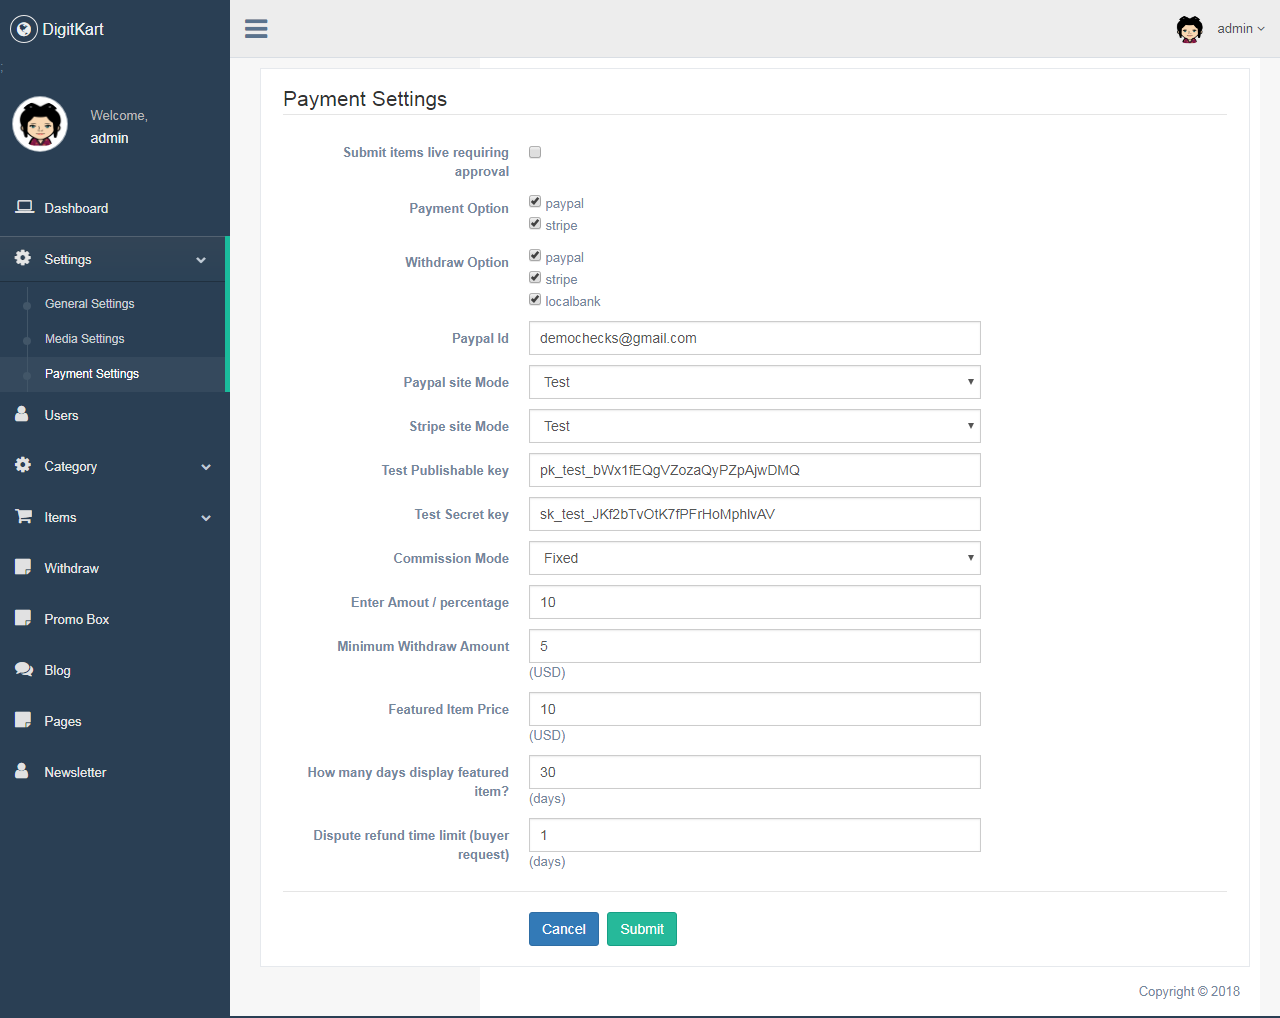 DigitKart
admin
;
Welcome,
admin
Dashboard
Settings
General Settings
Media Settings
Payment Settings
Users
Category
Items
Withdraw
Promo Box
Blog
Pages
Newsletter
Payment Settings
Submit items live requiring
approval
Payment Option
paypal
stripe
Withdraw Option
paypal
stripe
localbank
Paypal Id
demochecks@gmail.com
Paypal site Mode
Test
Stripe site Mode
Test
Test Publishable key
pk_test_bWx1fEQgVZozaQyPZpAjwDMQ
Test Secret key
sk_test_JKf2bTvOtK7fPFrHoMphIvAV
Commission Mode
Fixed
Enter Amout / percentage
10
Minimum Withdraw Amount
5
(USD)
Featured Item Price
10
(USD)
How many days display featured
item?
30
(days)
Dispute refund time limit (buyer
request)
1
(days)
Cancel
Submit
Copyright © 2018